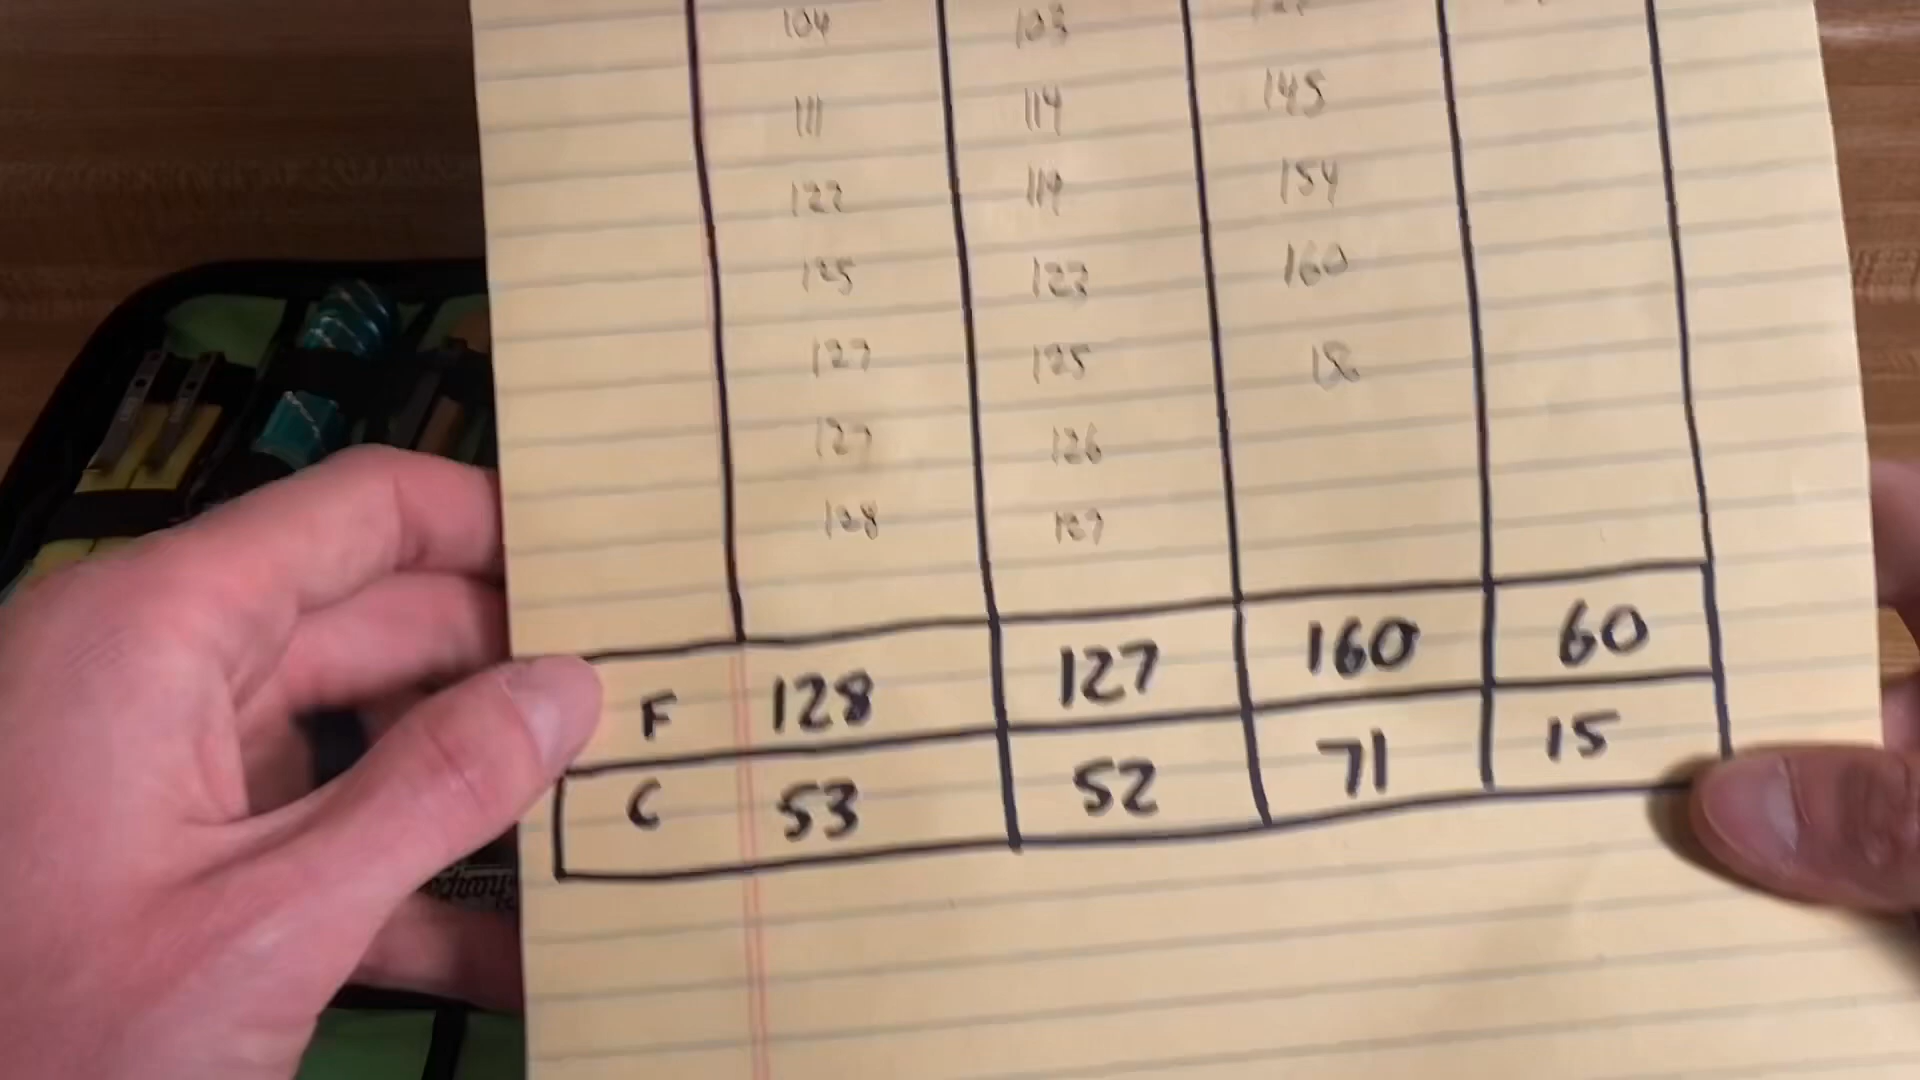 104 103
111 114 145
122 119 154
125 122 160
127 125
127 126
128 127
F 128 127 160 60
C 53 52 71 15